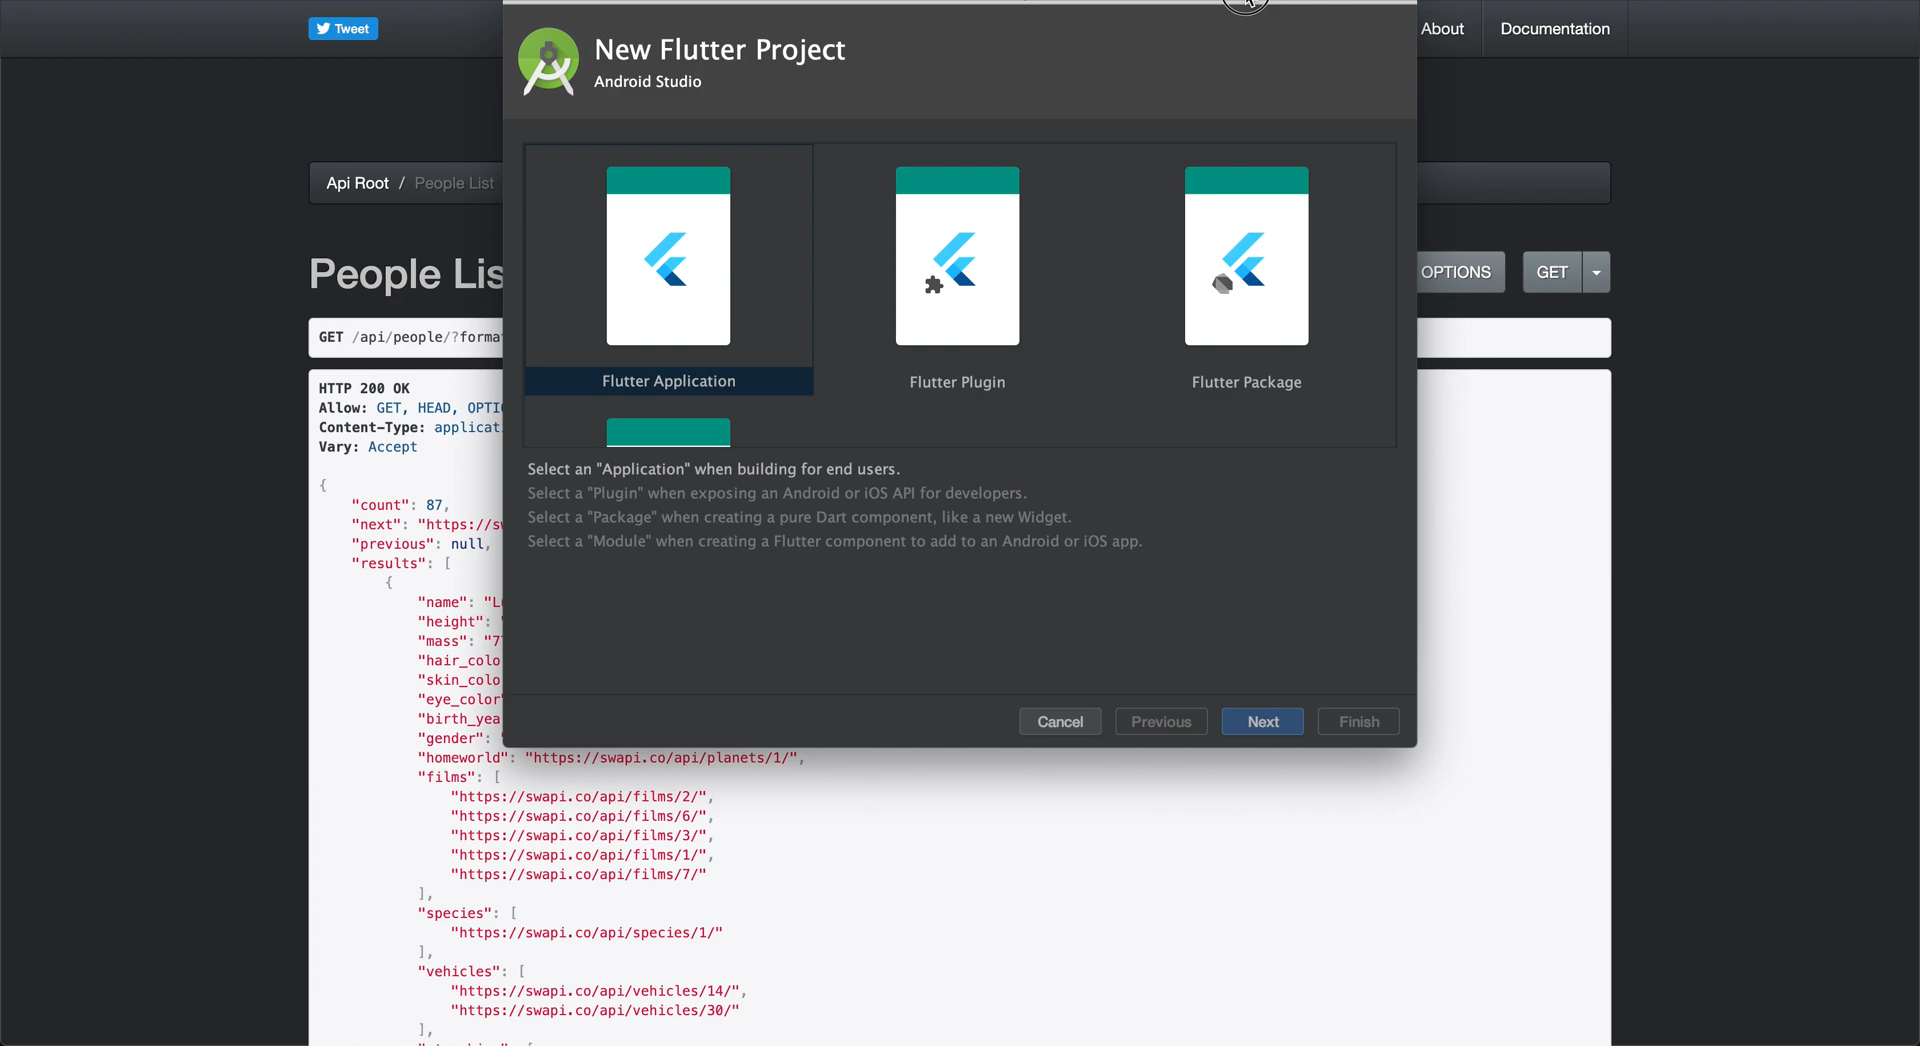 Tweet
About
Documentation
New Flutter Project
Android Studio
Api Root / People List
People Lis
OPTIONS
GET
GET /api/people/?forma
HTTP 200 OK
Allow: GET, HEAD, OPTI
Content-Type: applicat
Vary: Accept
{
"count": 87,
"next": "https://s
"previous": null,
"results": [
{
"name": "L
"height": "
"mass": "7
"hair_colo
"skin_colo
"eye_color"
"birth_yea
"gender":
"homeworld": "https://swapi.co/api/planets/1/",
"films": [
"https://swapi.co/api/films/2/",
"https://swapi.co/api/films/6/",
"https://swapi.co/api/films/3/",
"https://swapi.co/api/films/1/",
"https://swapi.co/api/films/7/"
],
"species": [
"https://swapi.co/api/species/1/"
],
"vehicles": [
"https://swapi.co/api/vehicles/14/",
"https://swapi.co/api/vehicles/30/"
],
Flutter Application
Flutter Plugin
Flutter Package
Select an "Application" when building for end users.
Select a "Plugin" when exposing an Android or iOS API for developers.
Select a "Package" when creating a pure Dart component, like a new Widget.
Select a "Module" when creating a Flutter component to add to an Android or iOS app.
Cancel
Previous
Next
Finish